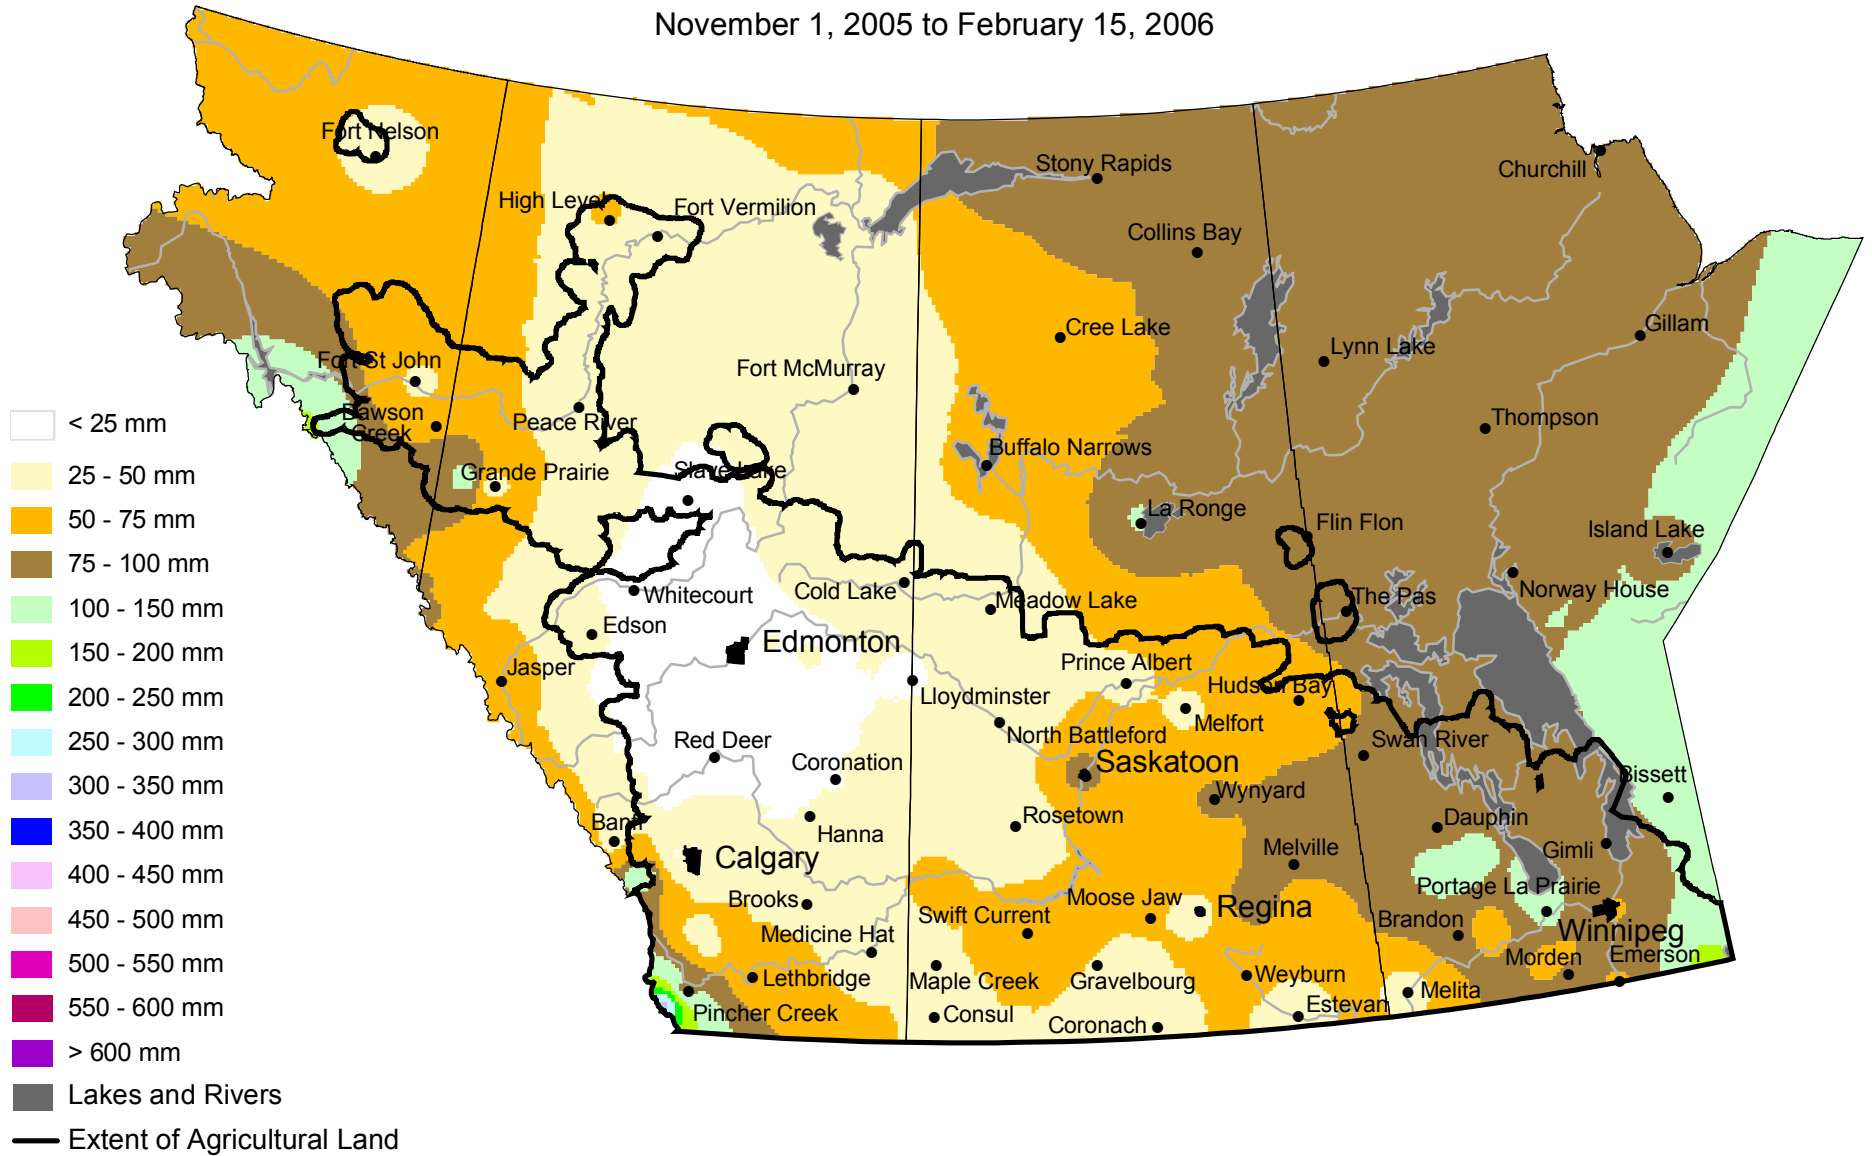 November 1, 2005 to February 15, 2006
Fort Nelson
High Level
Fort Vermilion
Stony Rapids
Collins Bay
Churchill
Fort St John
Dawson
Creek
Peace River
Grande Prairie
Slave Lake
Fort McMurray
Cree Lake
Buffalo Narrows
La Ronge
Lynn Lake
Gillam
Thompson
Flin Flon
Island Lake
Norway House
The Pas
Whitecourt
Edson
Edmonton
Jasper
Cold Lake
Meadow Lake
Lloydminster
Prince Albert
Hudson Bay
Melfort
North Battleford
Saskatoon
Swan River
Bissett
Red Deer
Coronation
Hanna
Rosetown
Wynyard
Melville
Dauphin
Gimli
Banff
Calgary
Brooks
Medicine Hat
Lethbridge
Pincher Creek
Swift Current
Moose Jaw
Regina
Maple Creek
Consul
Gravelbourg
Coronach
Weyburn
Estevan
Melita
Brandon
Portage La Prairie
Winnipeg
Morden
Emerson
< 25 mm
25 - 50 mm
50 - 75 mm
75 - 100 mm
100 - 150 mm
150 - 200 mm
200 - 250 mm
250 - 300 mm
300 - 350 mm
350 - 400 mm
400 - 450 mm
450 - 500 mm
500 - 550 mm
550 - 600 mm
> 600 mm
Lakes and Rivers
Extent of Agricultural Land